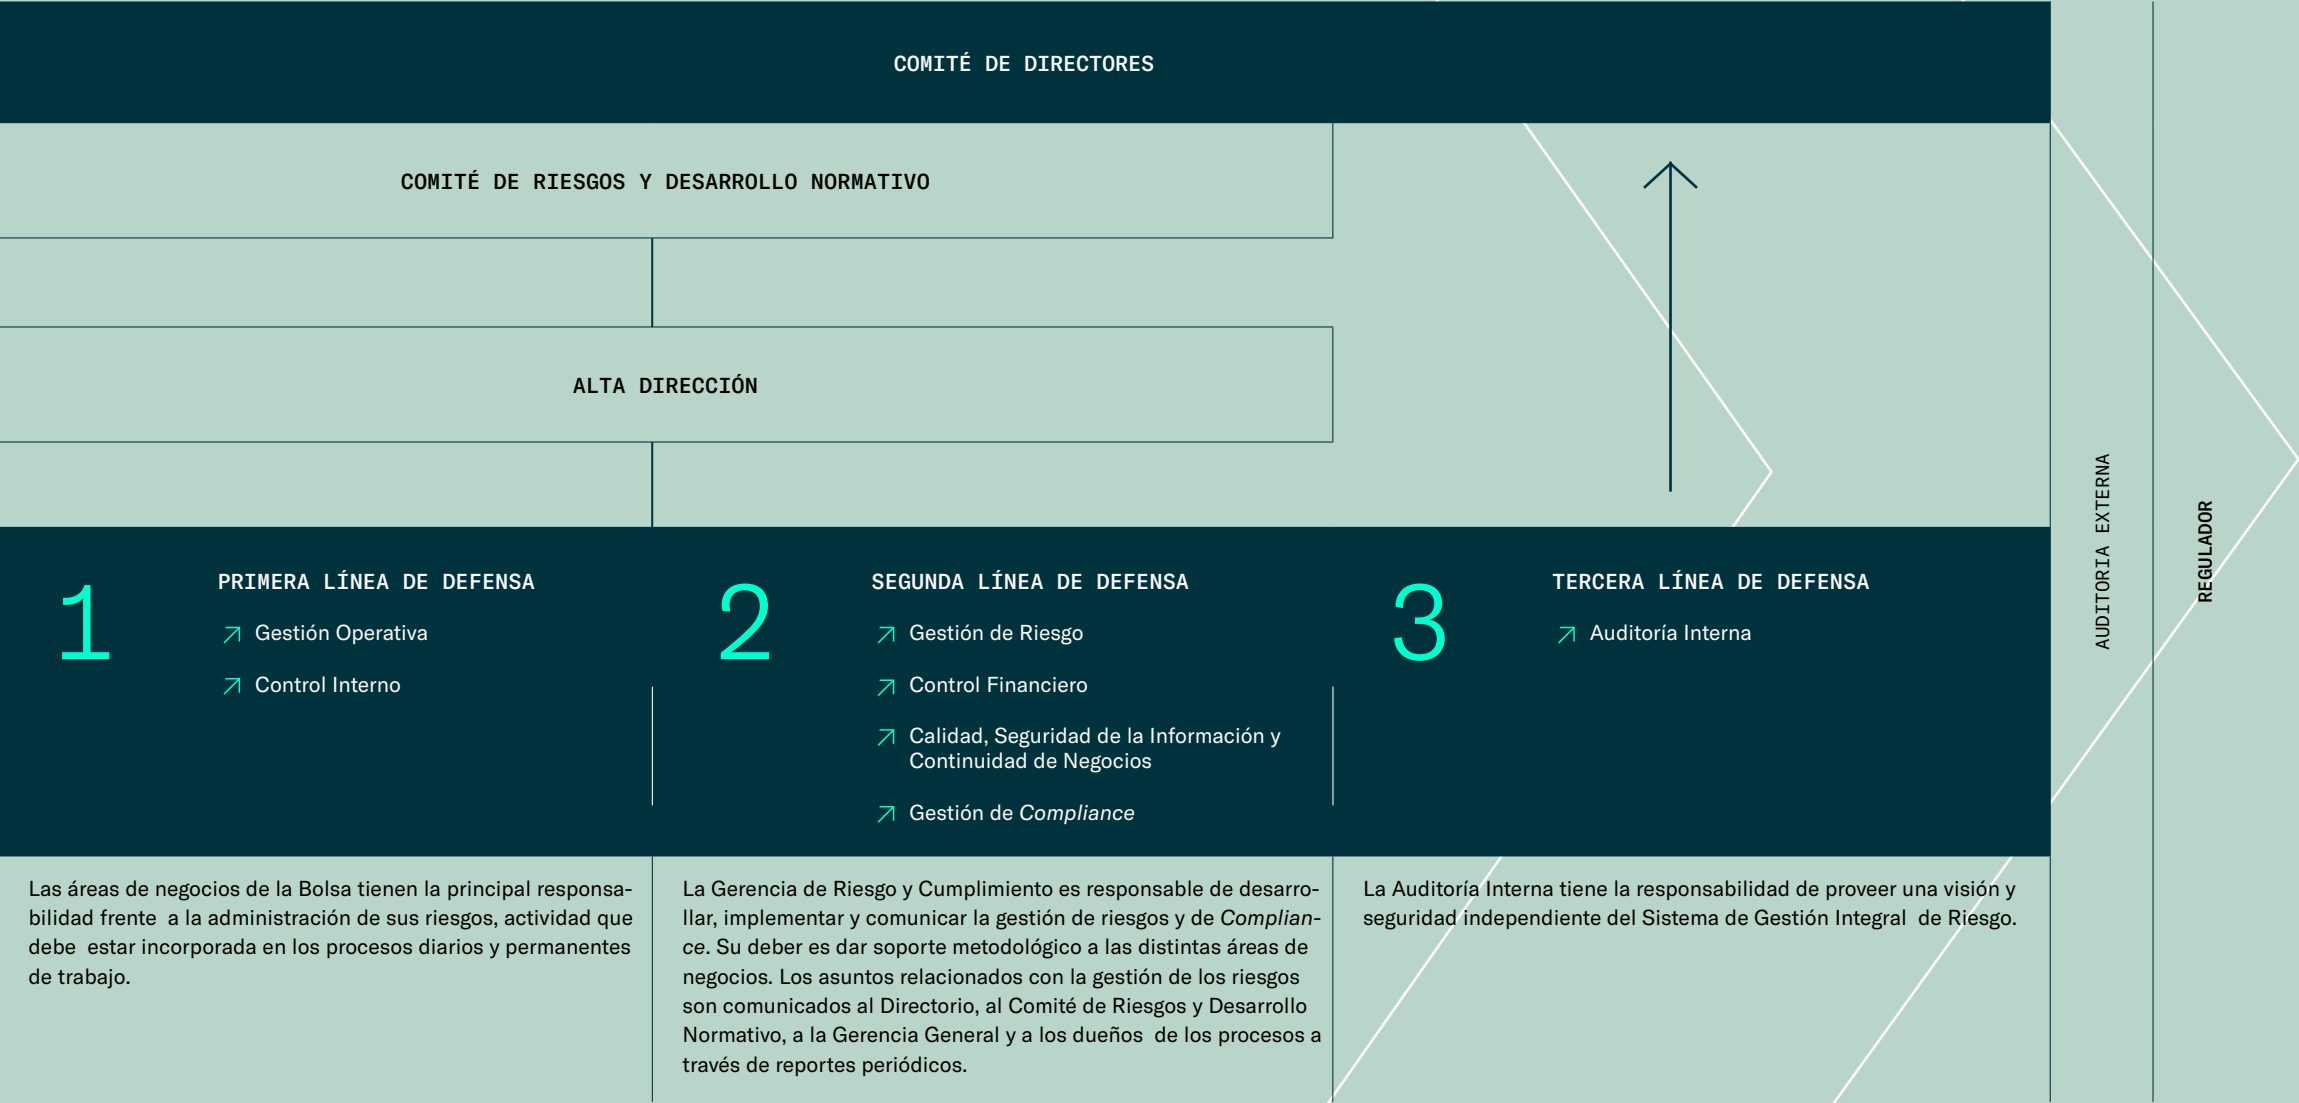 COMITÉ DE DIRECTORES
COMITÉ DE RIESGOS Y DESARROLLO NORMATIVO
ALTA DIRECCIÓN
1
PRIMERA LÍNEA DE DEFENSA
Gestión Operativa
Control Interno
2
SEGUNDA LÍNEA DE DEFENSA
Gestión de Riesgo
Control Financiero
Calidad, Seguridad de la Información y
Continuidad de Negocios
Gestión de Compliance
3
TERCERA LÍNEA DE DEFENSA
Auditoría Interna
Las áreas de negocios de la Bolsa tienen la principal responsa-
bilidad frente a la administración de sus riesgos, actividad que
debe estar incorporada en los procesos diarios y permanentes
de trabajo.
La Gerencia de Riesgo y Cumplimiento es responsable de desarro-
llar, implementar y comunicar la gestión de riesgos y de Complian-
ce. Su deber es dar soporte metodológico a las distintas áreas de
negocios. Los asuntos relacionados con la gestión de los riesgos
son comunicados al Directorio, al Comité de Riesgos y Desarrollo
Normativo, a la Gerencia General y a los dueños de los procesos a
través de reportes periódicos.
La Auditoría Interna tiene la responsabilidad de proveer una visión y
seguridad independiente del Sistema de Gestión Integral de Riesgo.
AUDITORIA EXTERNA
REGULADOR